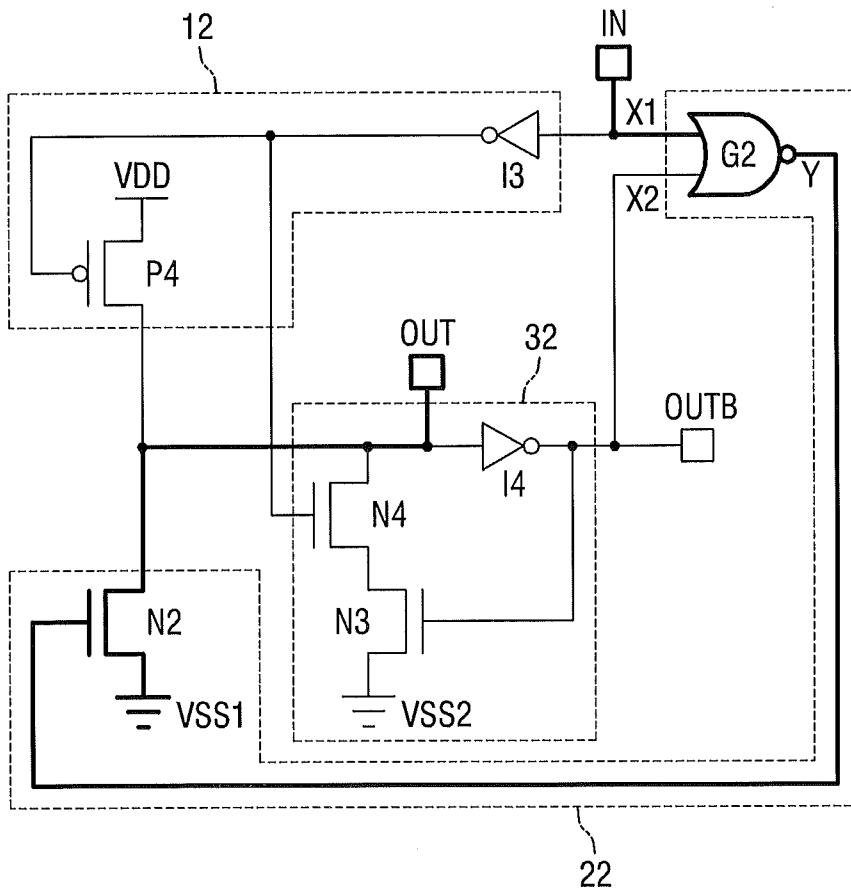 12
IN
X1
G2
Y
I3
X2
VDD
P4
OUT
32
OUTB
I4
N4
N2
N3
VSS1
VSS2
22